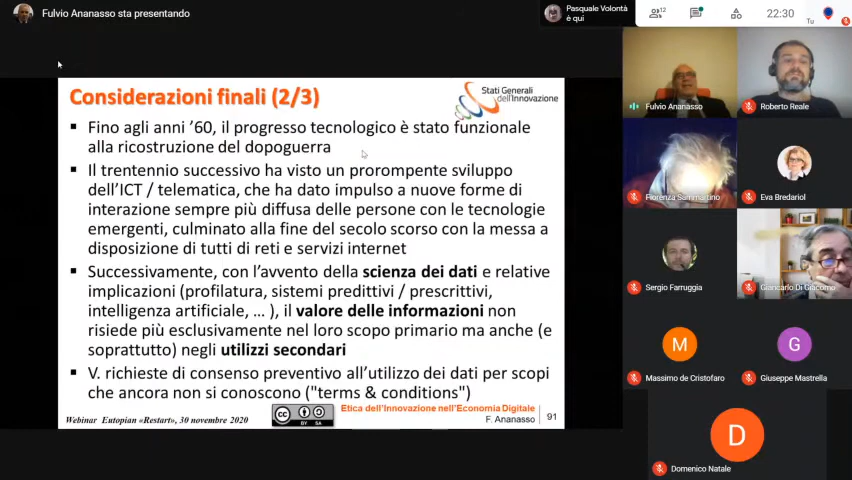 Fulvio Ananasso sta presentando
Pasquale Volontà
è qui
12
22:30
Tu
Considerazioni finali (2/3)
Stati Generali
dell'Innovazione
▪ Fino agli anni '60, il progresso tecnologico è stato funzionale
alla ricostruzione del dopoguerra
▪ Il trentennio successivo ha visto un prorompente sviluppo
dell'ICT / telematica, che ha dato impulso a nuove forme di
interazione sempre più diffusa delle persone con le tecnologie
emergenti, culminato alla fine del secolo scorso con la messa a
disposizione di tutti di reti e servizi internet
▪ Successivamente, con l'avvento della scienza dei dati e relative
implicazioni (profilatura, sistemi predittivi / prescrittivi,
intelligenza artificiale, ... ), il valore delle informazioni non
risiede più esclusivamente nel loro scopo primario ma anche (e
soprattutto) negli utilizzi secondari
▪ V. richieste di consenso preventivo all'utilizzo dei dati per scopi
che ancora non si conoscono ("terms & conditions")
Webinar Eutopian «Restart», 30 novembre 2020
cc
BY SA
Etica dell'Innovazione nell'Economia Digitale
F. Ananasso
91
Fulvio Ananasso
Roberto Reale
Fiorenza Sammartino
Eva Bredariol
Sergio Farruggia
Giancarlo Di Giacomo
M
Massimo de Cristofaro
G
Giuseppe Mastrella
D
Domenico Natale